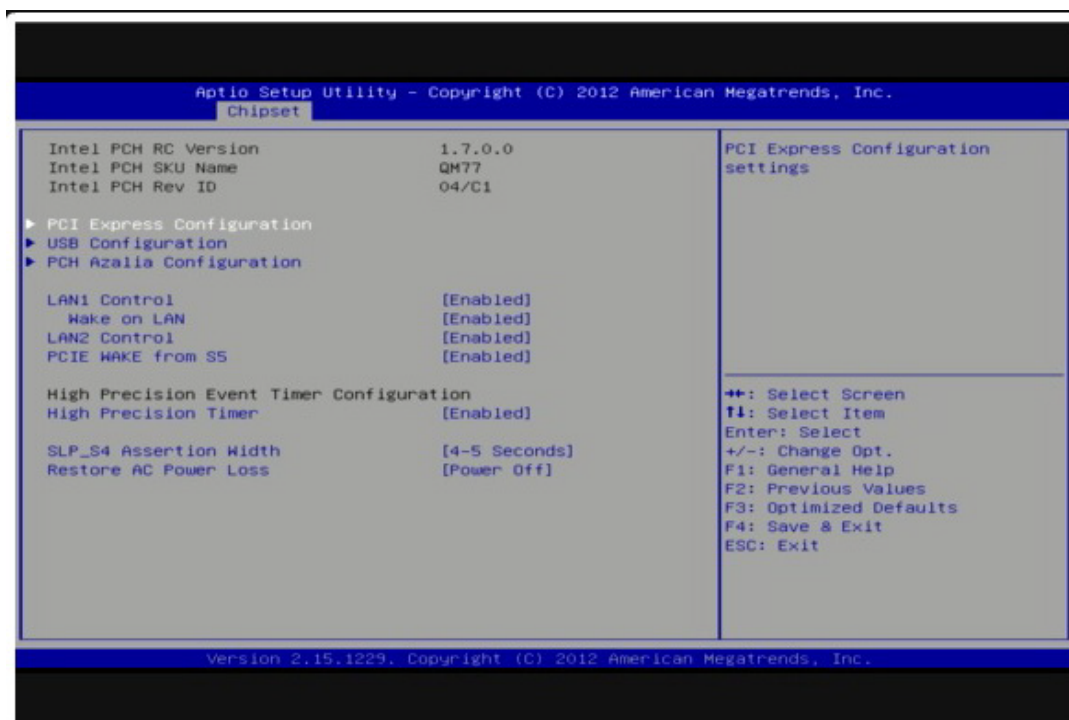 Aptio Setup Utility - Copyright (C) 2012 American Megatrends, Inc.
Chipset
Intel PCH RC Version 1.7.0.0
Intel PCH SKU Name QM77
Intel PCH Rev ID 04/C1
PCI Express Configuration
USB Configuration
PCH Azalia Configuration
LAN1 Control [Enabled]
Wake on LAN [Enabled]
LAN2 Control [Enabled]
PCIE WAKE from S5 [Enabled]
High Precision Event Timer Configuration
High Precision Timer [Enabled]
SLP_S4 Assertion Width [4-5 Seconds]
Restore AC Power Loss [Power Off]
PCI Express Configuration
settings
→←: Select Screen
↑↓: Select Item
Enter: Select
+/-: Change Opt.
F1: General Help
F2: Previous Values
F3: Optimized Defaults
F4: Save & Exit
ESC: Exit
Version 2.15.1229. Copyright (C) 2012 American Megatrends, Inc.